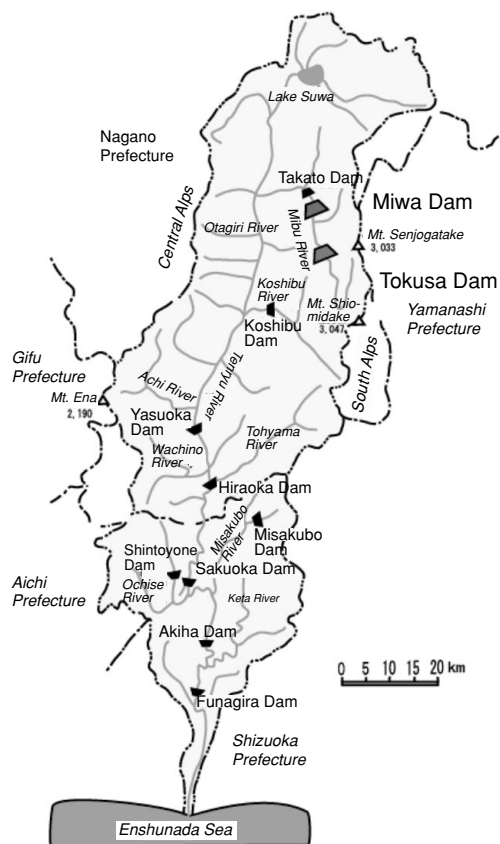 Lake Suwa
Nagano
Prefecture
Takato Dam
Miwa Dam
Central Alps
Otagiri River
Mibu River
Mt. Senjogatake
3,033
Tokusa Dam
Koshibu
River
Mt. Shio-
midake
3,047
Yamanashi
Prefecture
Koshibu
Dam
Tenryu River
South Alps
Gifu
Prefecture
Mt. Ena
2,190
Achi River
Yasuoka
Dam
Tohyama
River
Wachino
River
Hiraoka Dam
Misakubo
River
Misakubo
Dam
Shintoyone
Dam
Sakuoka Dam
Ochise
River
Aichi
Prefecture
Keta River
Akiha Dam
0 5 10 15 20 km
Funagira Dam
Shizuoka
Prefecture
Enshunada Sea